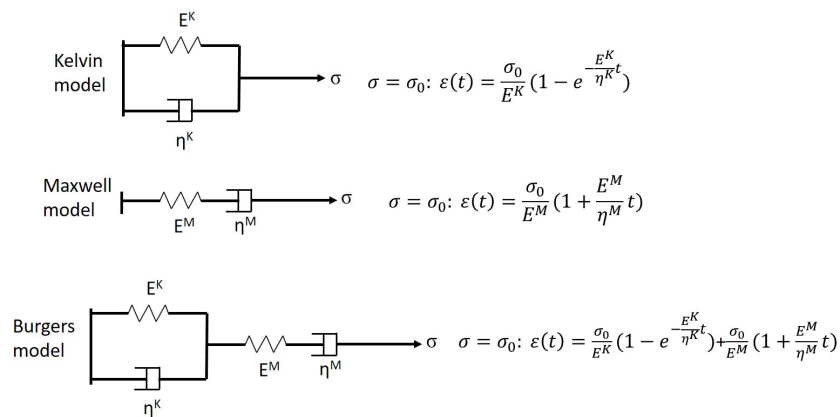 E^K
Kelvin
model
η^K
σ
σ = σ₀: ε(t) = σ₀/E^K (1 − e^{−(E^K/η^K)t})
Maxwell
model
E^M
η^M
σ
σ = σ₀: ε(t) = σ₀/E^M (1 + E^M/η^M t)
E^K
Burgers
model
η^K
E^M
η^M
σ
σ = σ₀: ε(t) = σ₀/E^K (1 − e^{−(E^K/η^K)t})+σ₀/E^M (1 + E^M/η^M t)